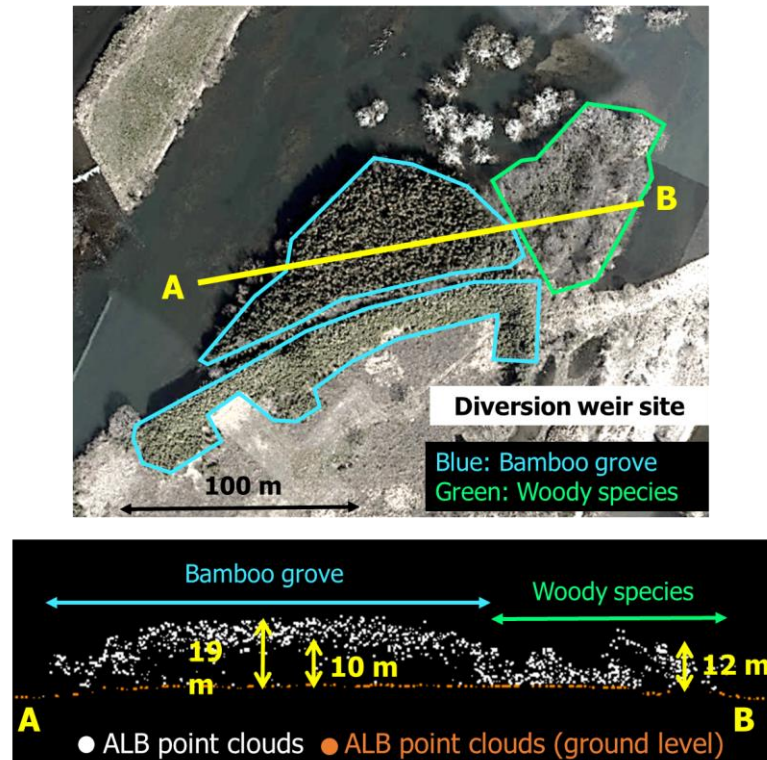 B
A
Diversion weir site
Blue: Bamboo grove
Green: Woody species
100 m
Bamboo grove
Woody species
19
m
10 m
12 m
A
B
ALB point clouds
ALB point clouds (ground level)